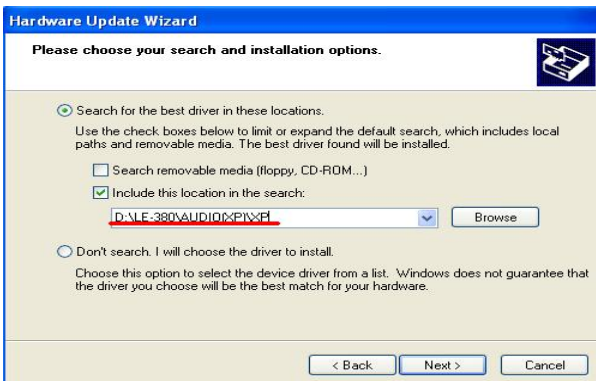 Hardware Update Wizard
Please choose your search and installation options.
Search for the best driver in these locations.
Use the check boxes below to limit or expand the default search, which includes local
paths and removable media. The best driver found will be installed.
Search removable media (floppy, CD-ROM...)
Include this location in the search:
D:\LE-380\AUDIO(XP)\XP
Browse
Don't search. I will choose the driver to install.
Choose this option to select the device driver from a list. Windows does not guarantee that
the driver you choose will be the best match for your hardware.
< Back
Next >
Cancel